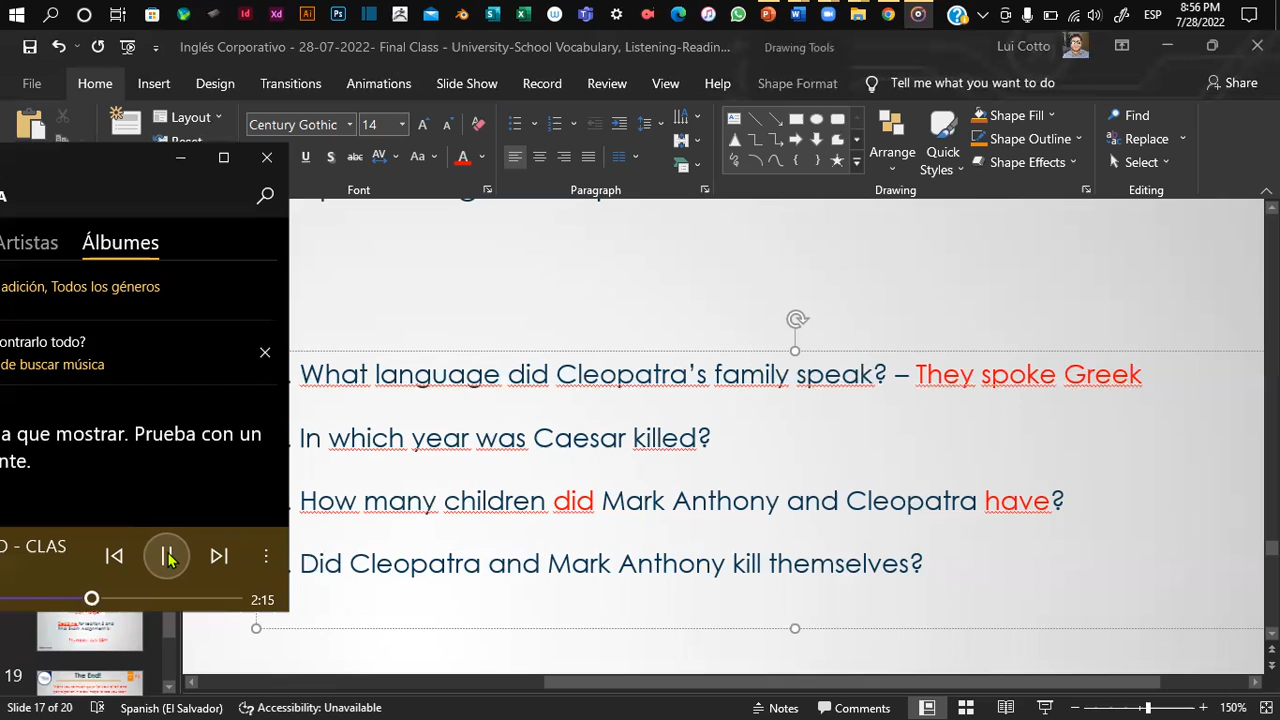 8:56 PM
ESP
7/28/2022
Inglés Corporativo - 28-07-2022- Final Class - University-School Vocabulary, Listening-Readin...
Drawing Tools
Lui Cotto
File
Home
Insert
Design
Transitions
Animations
Slide Show
Record
Review
View
Help
Shape Format
Tell me what you want to do
Share
Layout
Century Gothic
14
Arrange
Quick
Styles
Shape Fill
Shape Outline
Shape Effects
Find
Replace
Select
Font
Paragraph
Drawing
Editing
A
Artistas
Álbumes
adición, Todos los géneros
ontrarlo todo?
de buscar música
a que mostrar. Prueba con un
nte.
O - CLAS
2:15
. What language did Cleopatra’s family speak? – They spoke Greek
. In which year was Caesar killed?
. How many children did Mark Anthony and Cleopatra have?
. Did Cleopatra and Mark Anthony kill themselves?
19
The End!
Slide 17 of 20
Spanish (El Salvador)
Accessibility: Unavailable
Notes
Comments
150%